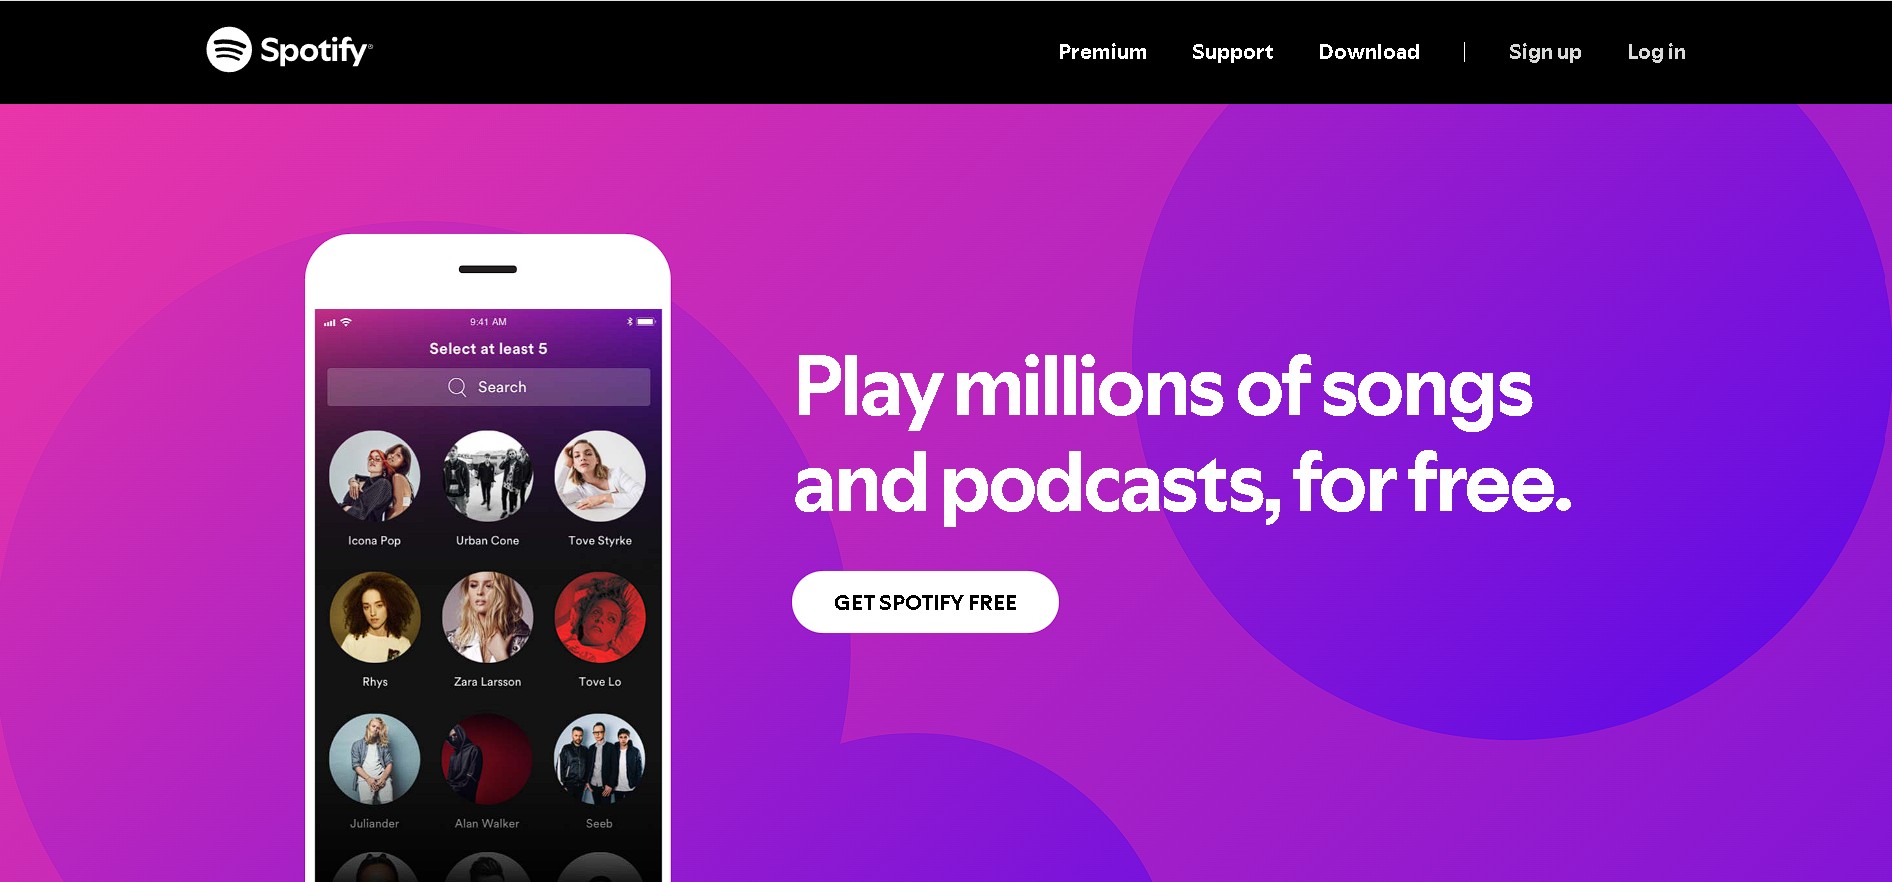 Spotify®
Premium Support Download Sign up Log in
9:41 AM
Select at least 5
Search
Icona Pop Urban Cone Tove Styrke
Rhys Zara Larsson Tove Lo
Juliander Alan Walker Seeb
Play millions of songs
and podcasts, for free.
GET SPOTIFY FREE